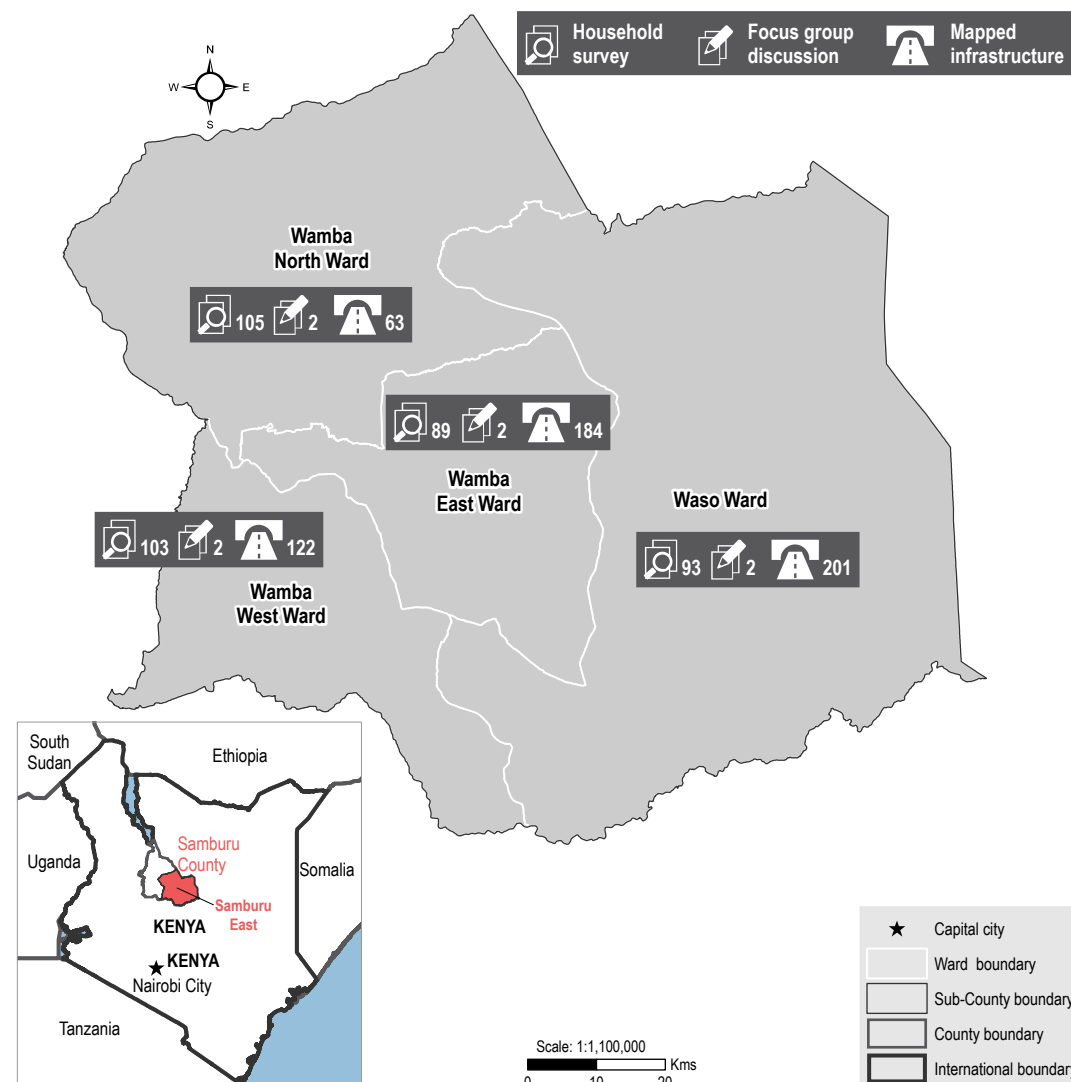 Household
survey
Focus group
discussion
Mapped
infrastructure
N
W
E
S
Wamba
North Ward
105
2
63
89
2
184
Wamba
East Ward
Waso Ward
103
2
122
93
2
201
Wamba
West Ward
South
Sudan
Ethiopia
Uganda
Samburu
County
Somalia
Samburu
East
KENYA
KENYA
Nairobi City
Tanzania
Capital city
Ward boundary
Sub-County boundary
County boundary
International boundary
Scale: 1:1,100,000
Kms
0
10
20